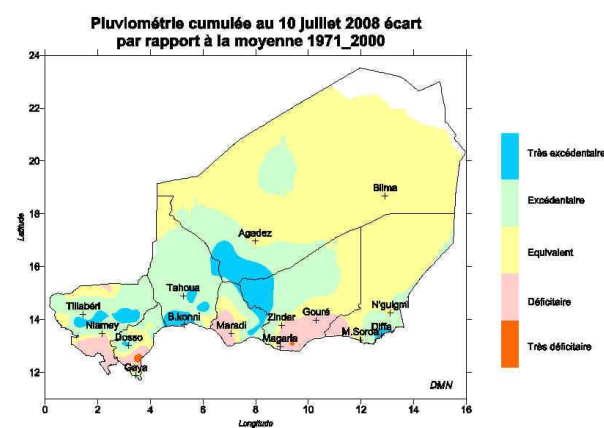 Pluviométrie cumulée au 10 juillet 2008 écart
par rapport à la moyenne 1971_2000
24
22
20
18
16
14
12
Latitude
Bilma
Agadez
Tahoua
Tillabéri
N'guigmi
Niamey
B.konni
Maradi
Zinder
Gouré
Diffa
Dosso
Magaria
M.Soroa
Gaya
DMN
0 2 4 6 8 10 12 14 16
Longitude
Très excédentaire
Excédentaire
Equivalent
Déficitaire
Très déficitaire